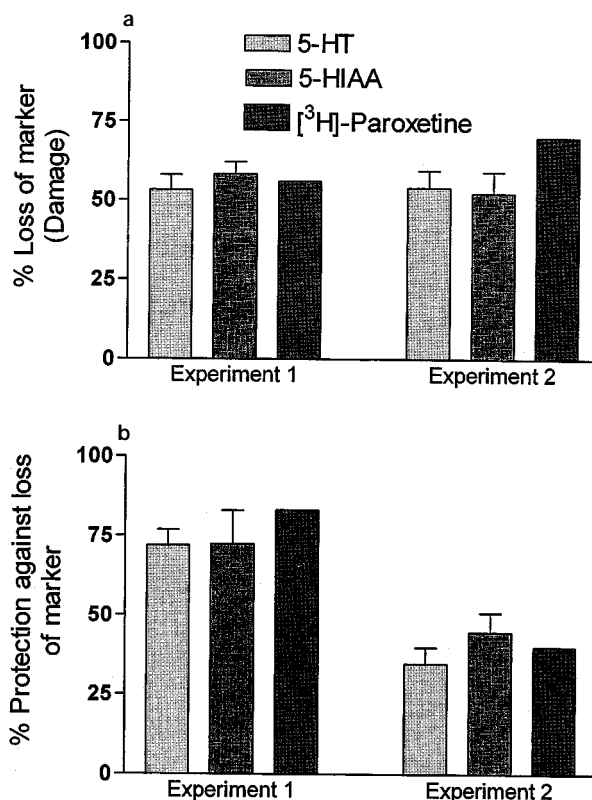 a
100
75
50
25
0
% Loss of marker
(Damage)
5-HT
5-HIAA
[³H]-Paroxetine
Experiment 1
Experiment 2
b
100
75
50
25
0
% Protection against loss
of marker
Experiment 1
Experiment 2